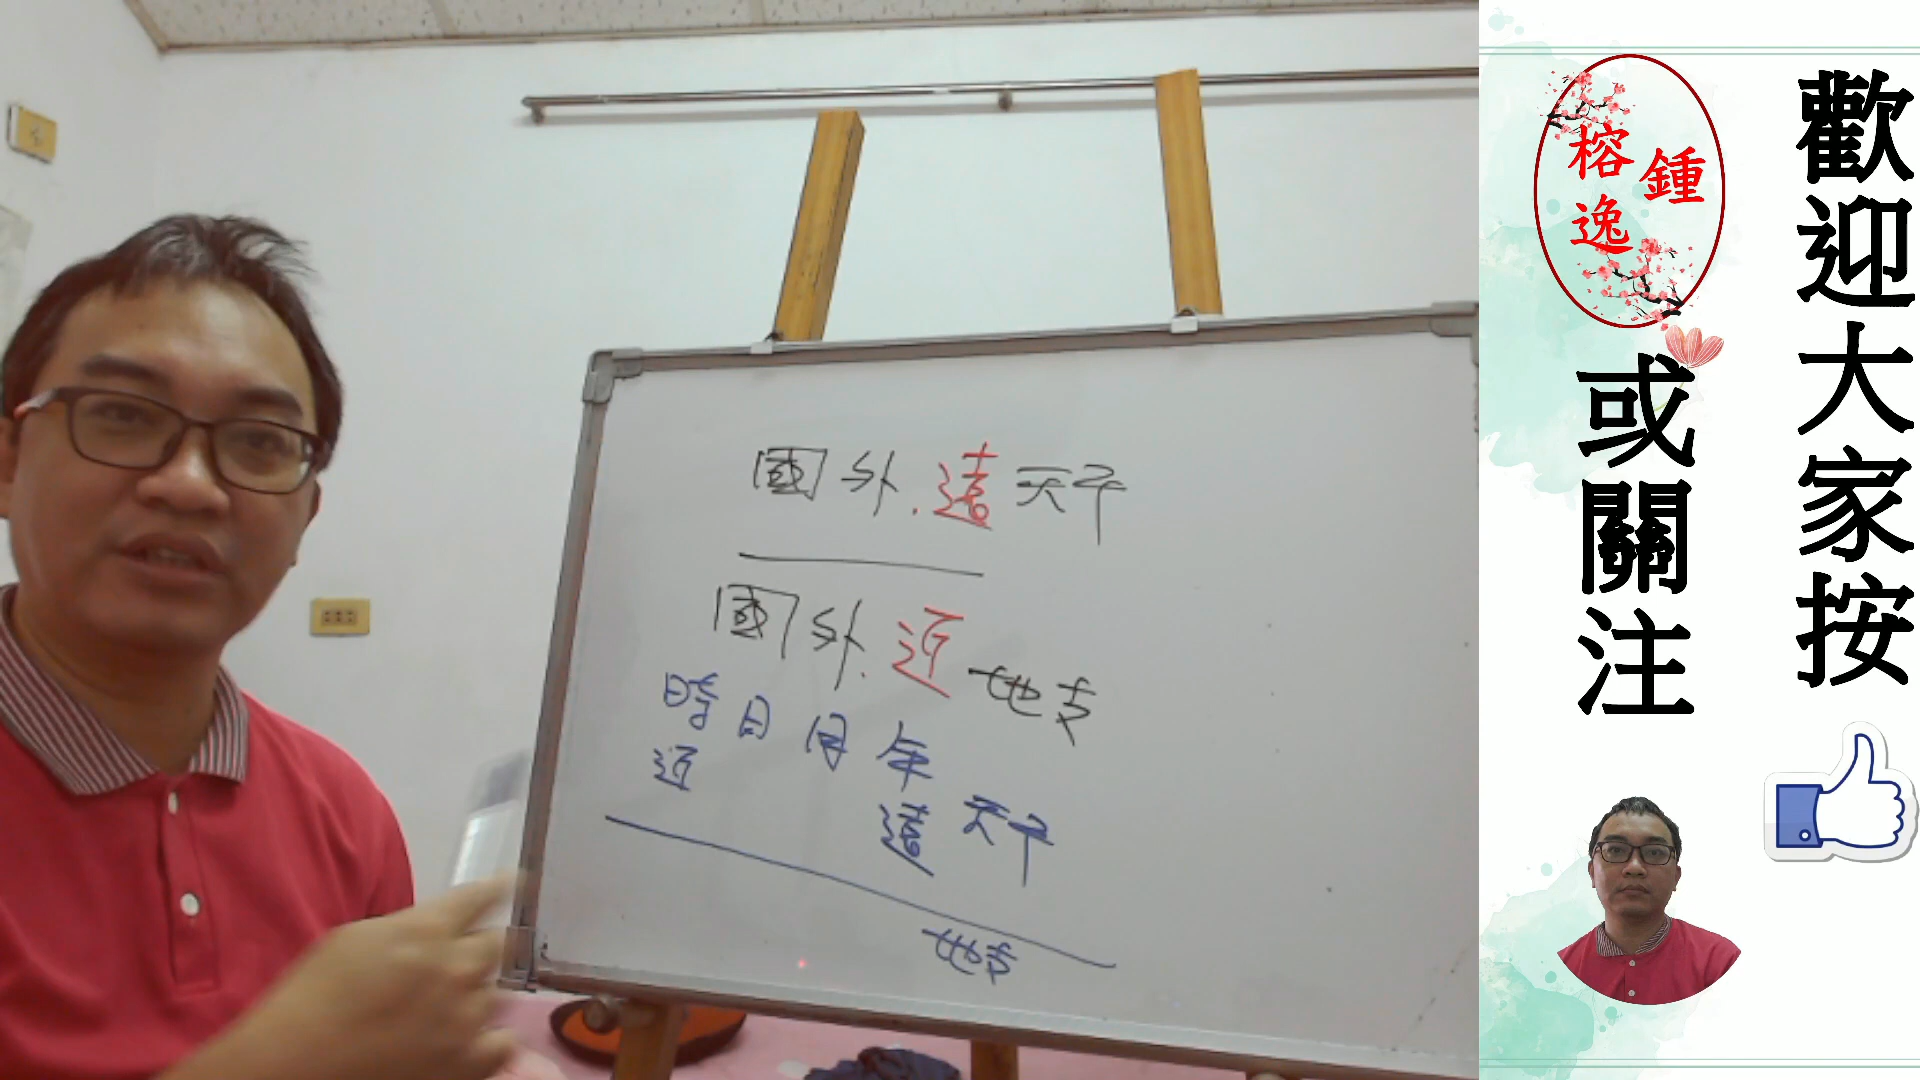 國外.遠天干
國外.近地支
時日月年
近
遠天干
地支
鍾
榕逸
歡迎大家按
或關注